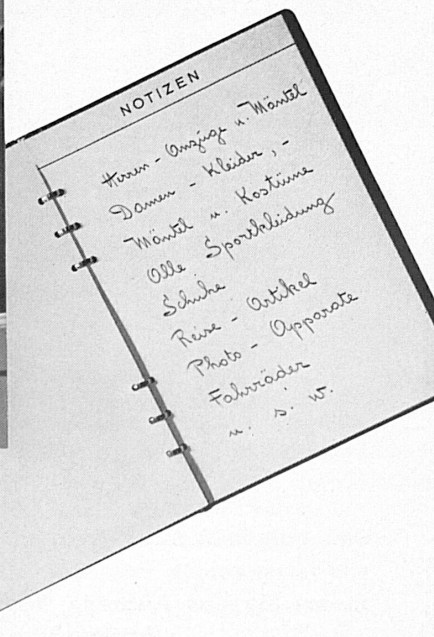 NOTIZEN
Herren - Anzüge u. Mäntel
Damen - Kleider, -
Mäntel u. Kostüme
Alle Sportkleidung
Schuhe
Reise - Artikel
Photo - Apparate
Fahrräder
u. s. w.